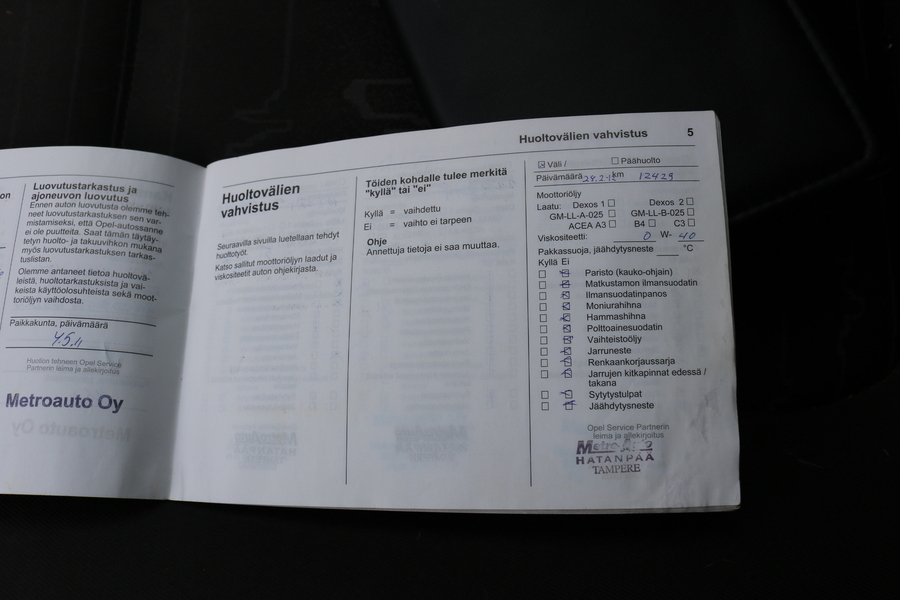 on
Luovutustarkastus ja
ajoneuvon luovutus
Ennen auton luovutusta olemme teh-
neet luovutustarkastuksen sen var-
mistamiseksi, että Opel-autossanne
ei ole puutteita. Saat tämän täytäy-
tetyn huolto- ja takuuvihkon mukana
myös luovutustarkastuksen tarkas-
tuslistan.
Olemme antaneet tietoa huoltovä-
leistä, huoltotarkastuksista ja vai-
keista käyttöolosuhteista sekä moot-
toriöljyn vaihdosta.
Paikkakunta, päivämäärä
4.5.11
Huollon tehneen Opel Service
Partnerin leima ja allekirjoitus
Metroauto Oy
Huoltovälien vahvistus 5
Huoltovälien
vahvistus
Seuraavilla sivuilla luetellaan tehdyt
huoltotyöt.
Katso sallitut moottoriöljyn laadut ja
viskositeetit auton ohjekirjasta.
Töiden kohdalle tulee merkitä
"kyllä" tai "ei"
Kyllä = vaihdettu
Ei = vaihto ei tarpeen
Ohje
Annettuja tietoja ei saa muuttaa.
Väli / Päähuolto
Päivämäärä km 12429
Moottoriöljy
Laatu: Dexos 1 Dexos 2
GM-LL-A-025 GM-LL-B-025
ACEA A3 B4 C3
Viskositeetti: 0 W- 40
Pakkassuoja, jäähdytysneste °C
Kyllä Ei
Paristo (kauko-ohjain)
Matkustamon ilmansuodatin
Ilmansuodatinpanos
Moniurahihna
Hammashihna
Polttoainesuodatin
Vaihteistoöljy
Jarruneste
Renkaankorjaussarja
Jarrujen kitkapinnat edessä /
takana
Sytytystulpat
Jäähdytysneste
Opel Service Partnerin
leima ja allekirjoitus
HATANPÄÄ
TAMPERE